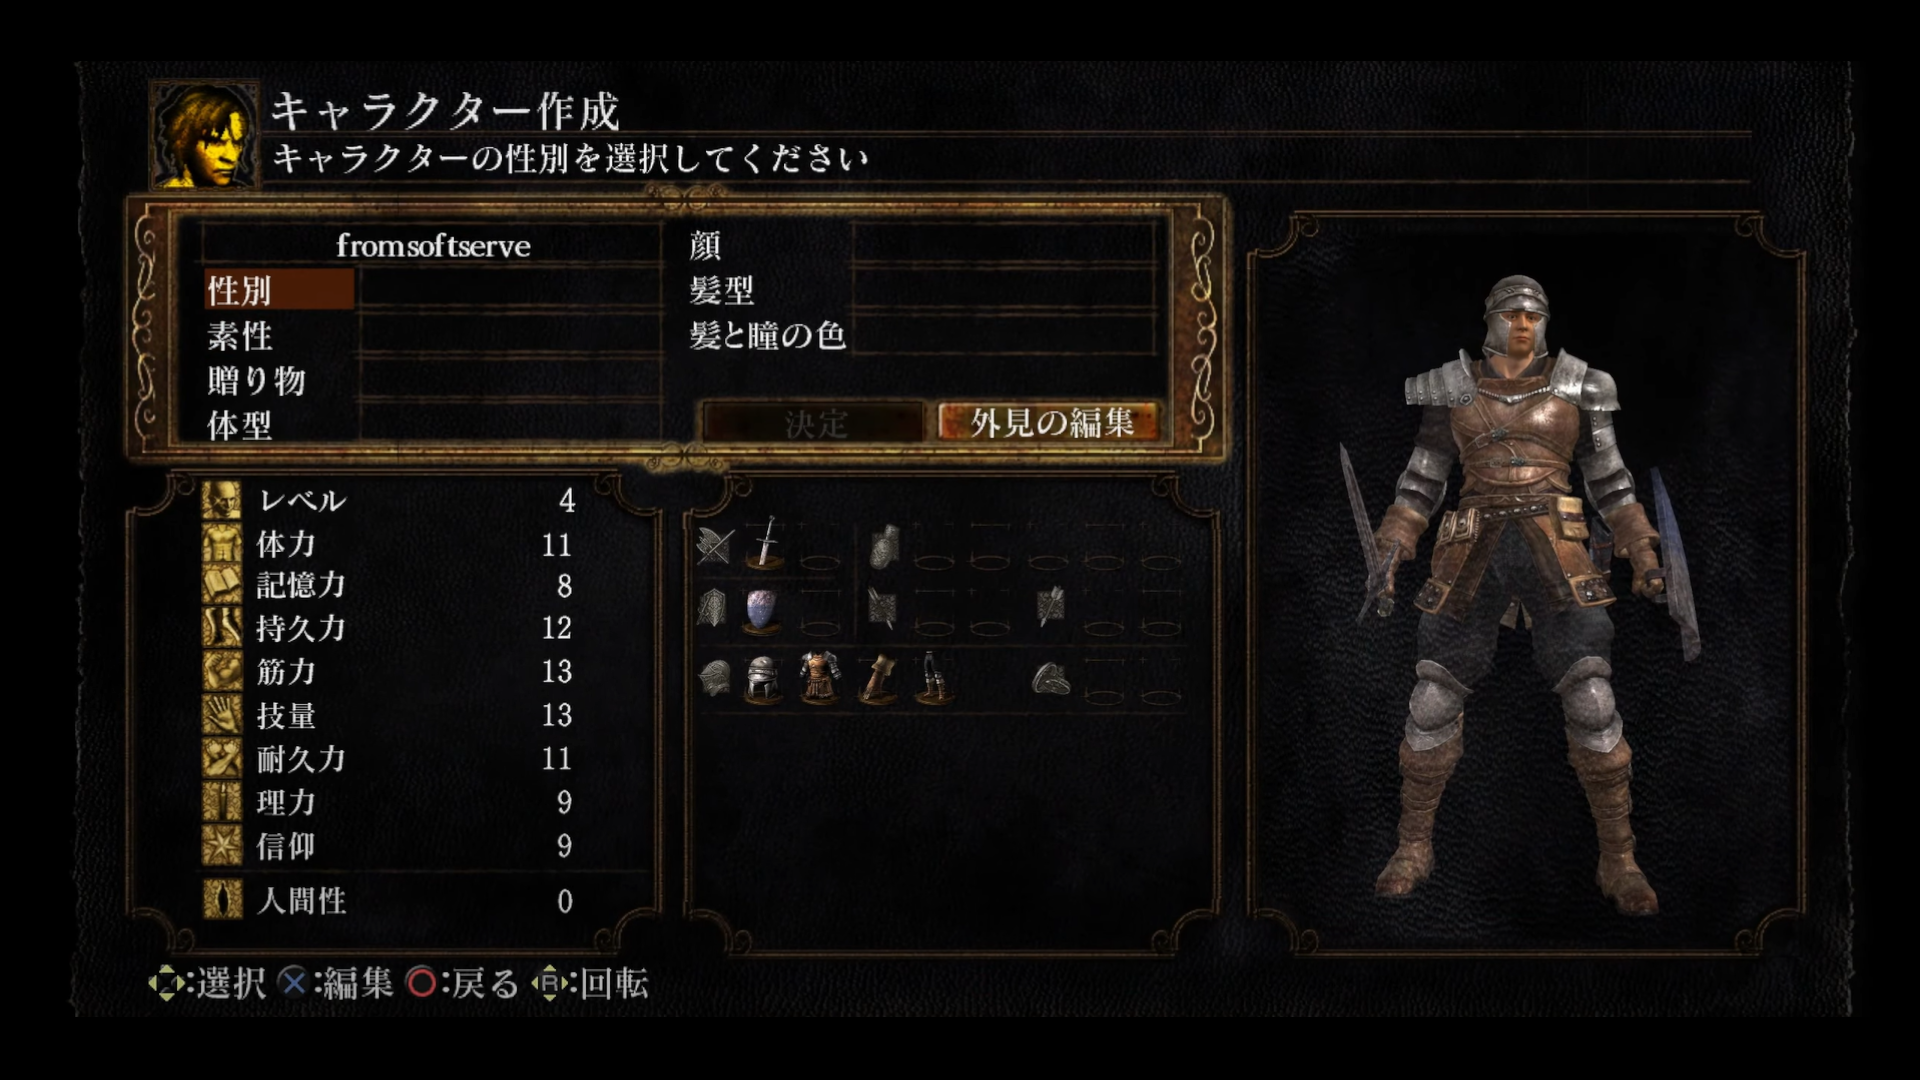 キャラクター作成
キャラクターの性別を選択してください
fromsoftserve
性別
素性
贈り物
体型
顔
髪型
髪と瞳の色
決定
外見の編集
レベル 4
体力 11
記憶力 8
持久力 12
筋力 13
技量 13
耐久力 11
理力 9
信仰 9
人間性 0
:選択 :編集 :戻る R:回転